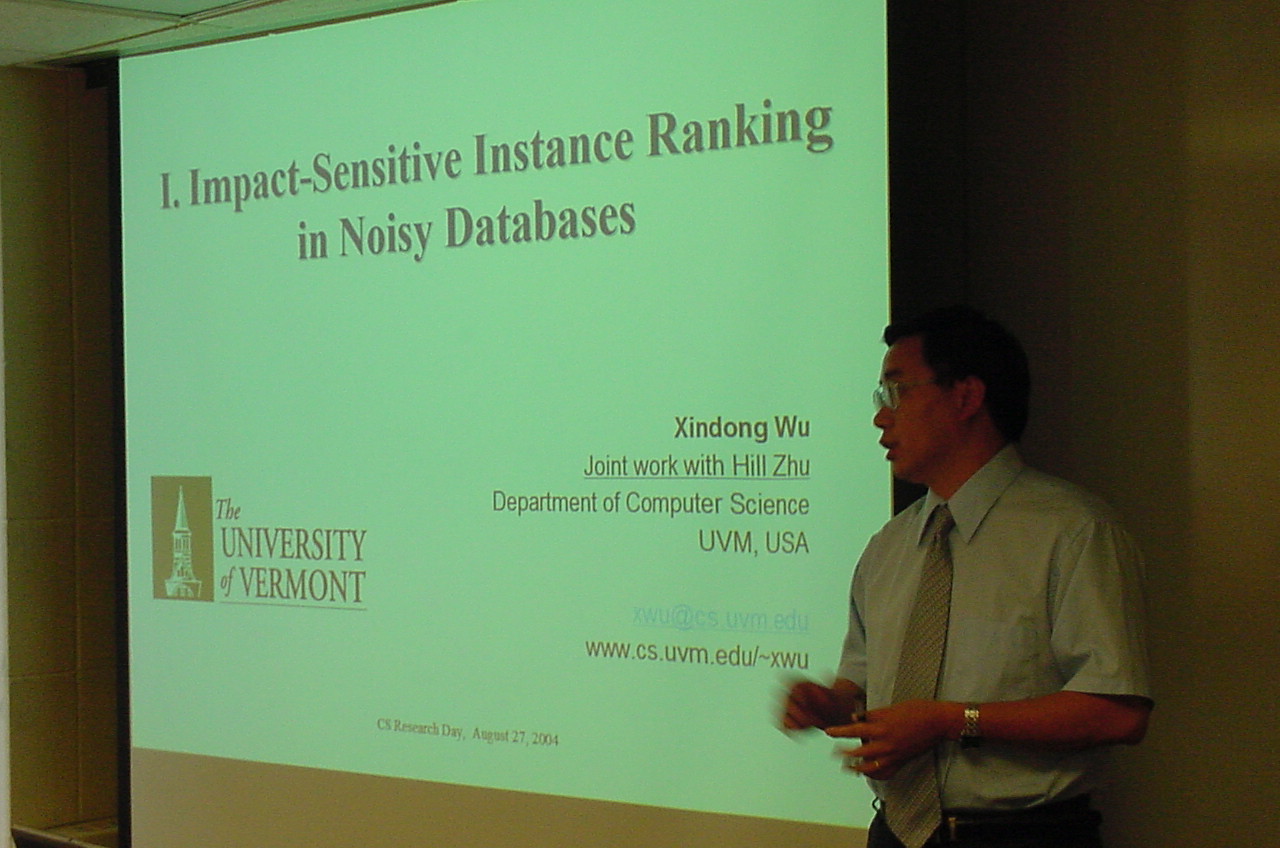 I. Impact-Sensitive Instance Ranking
in Noisy Databases
Xindong Wu
Joint work with Hill Zhu
Department of Computer Science
UVM, USA
The
UNIVERSITY
of VERMONT
xwu@cs.uvm.edu
www.cs.uvm.edu/~xwu
CS Research Day, August 27, 2004